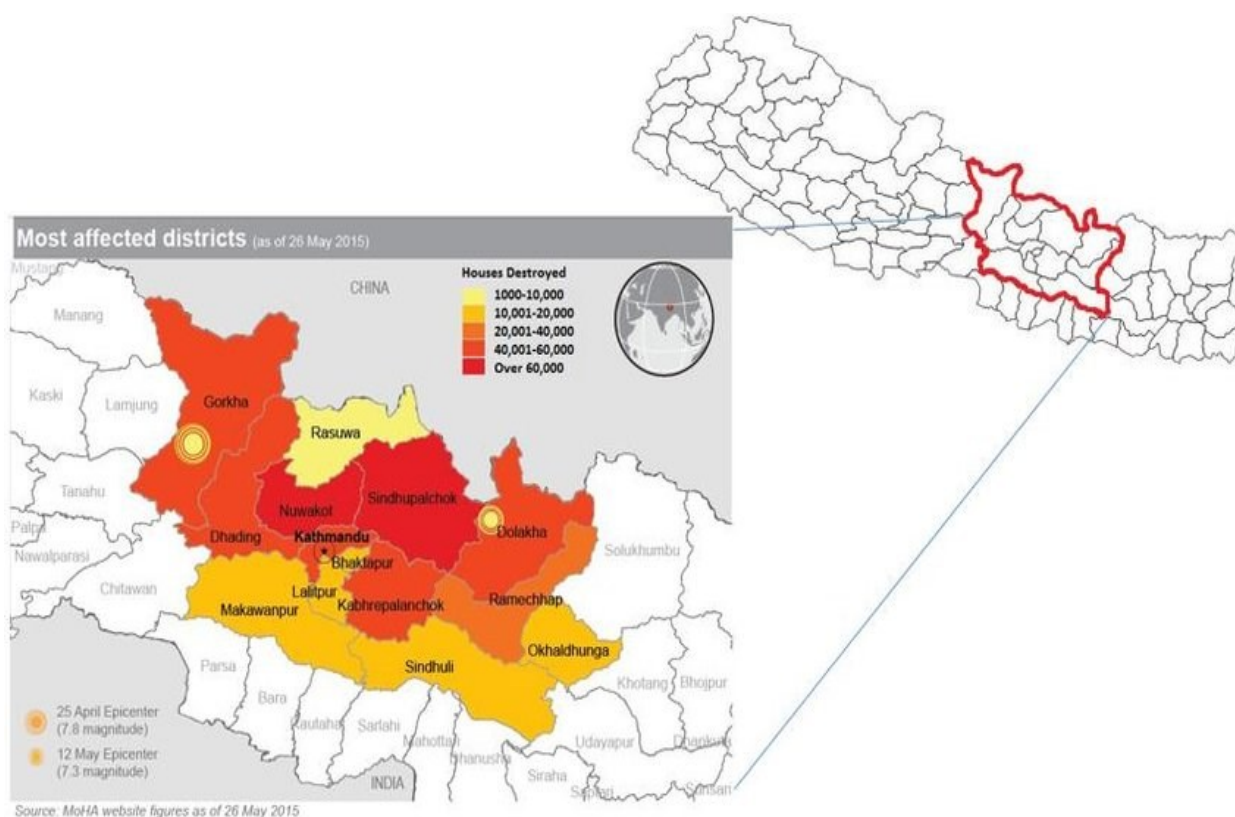 Most affected districts (as of 26 May 2015)
Mustang
Manang
CHINA
Houses Destroyed
1000-10,000
10,001-20,000
20,001-40,000
40,001-60,000
Over 60,000
Kaski
Lamjung
Gorkha
Rasuwa
Tanahu
Nuwakot
Sindhupalchok
Dolakha
Palpa
Nawalparasi
Dhading
Kathmandu
Bhaktapur
Solukhumbu
Chitawan
Lalitpur
Makawanpur
Kabhrepalanchok
Ramechhap
Okhaldhunga
Parsa
Sindhuli
Bara
Khotang
Bhojpur
Rautahat
Sarlahi
Mahottari
Dhanusha
Udayapur
Dhankuta
Siraha
Saptari
Sunsari
25 April Epicenter
(7.8 magnitude)
12 May Epicenter
(7.3 magnitude)
INDIA
Source: MoHA website figures as of 26 May 2015